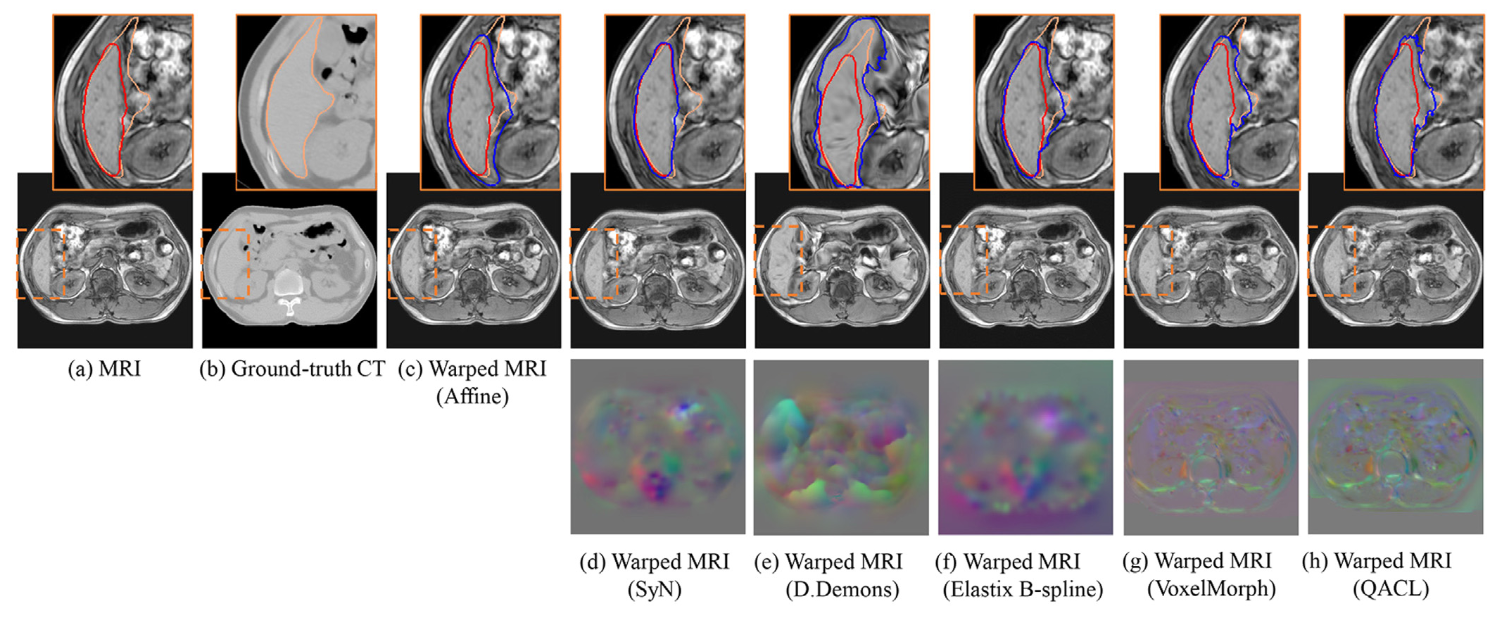 (a) MRI
(b) Ground-truth CT
(c) Warped MRI
(Affine)
(d) Warped MRI
(SyN)
(e) Warped MRI
(D.Demons)
(f) Warped MRI
(Elastix B-spline)
(g) Warped MRI
(VoxelMorph)
(h) Warped MRI
(QACL)